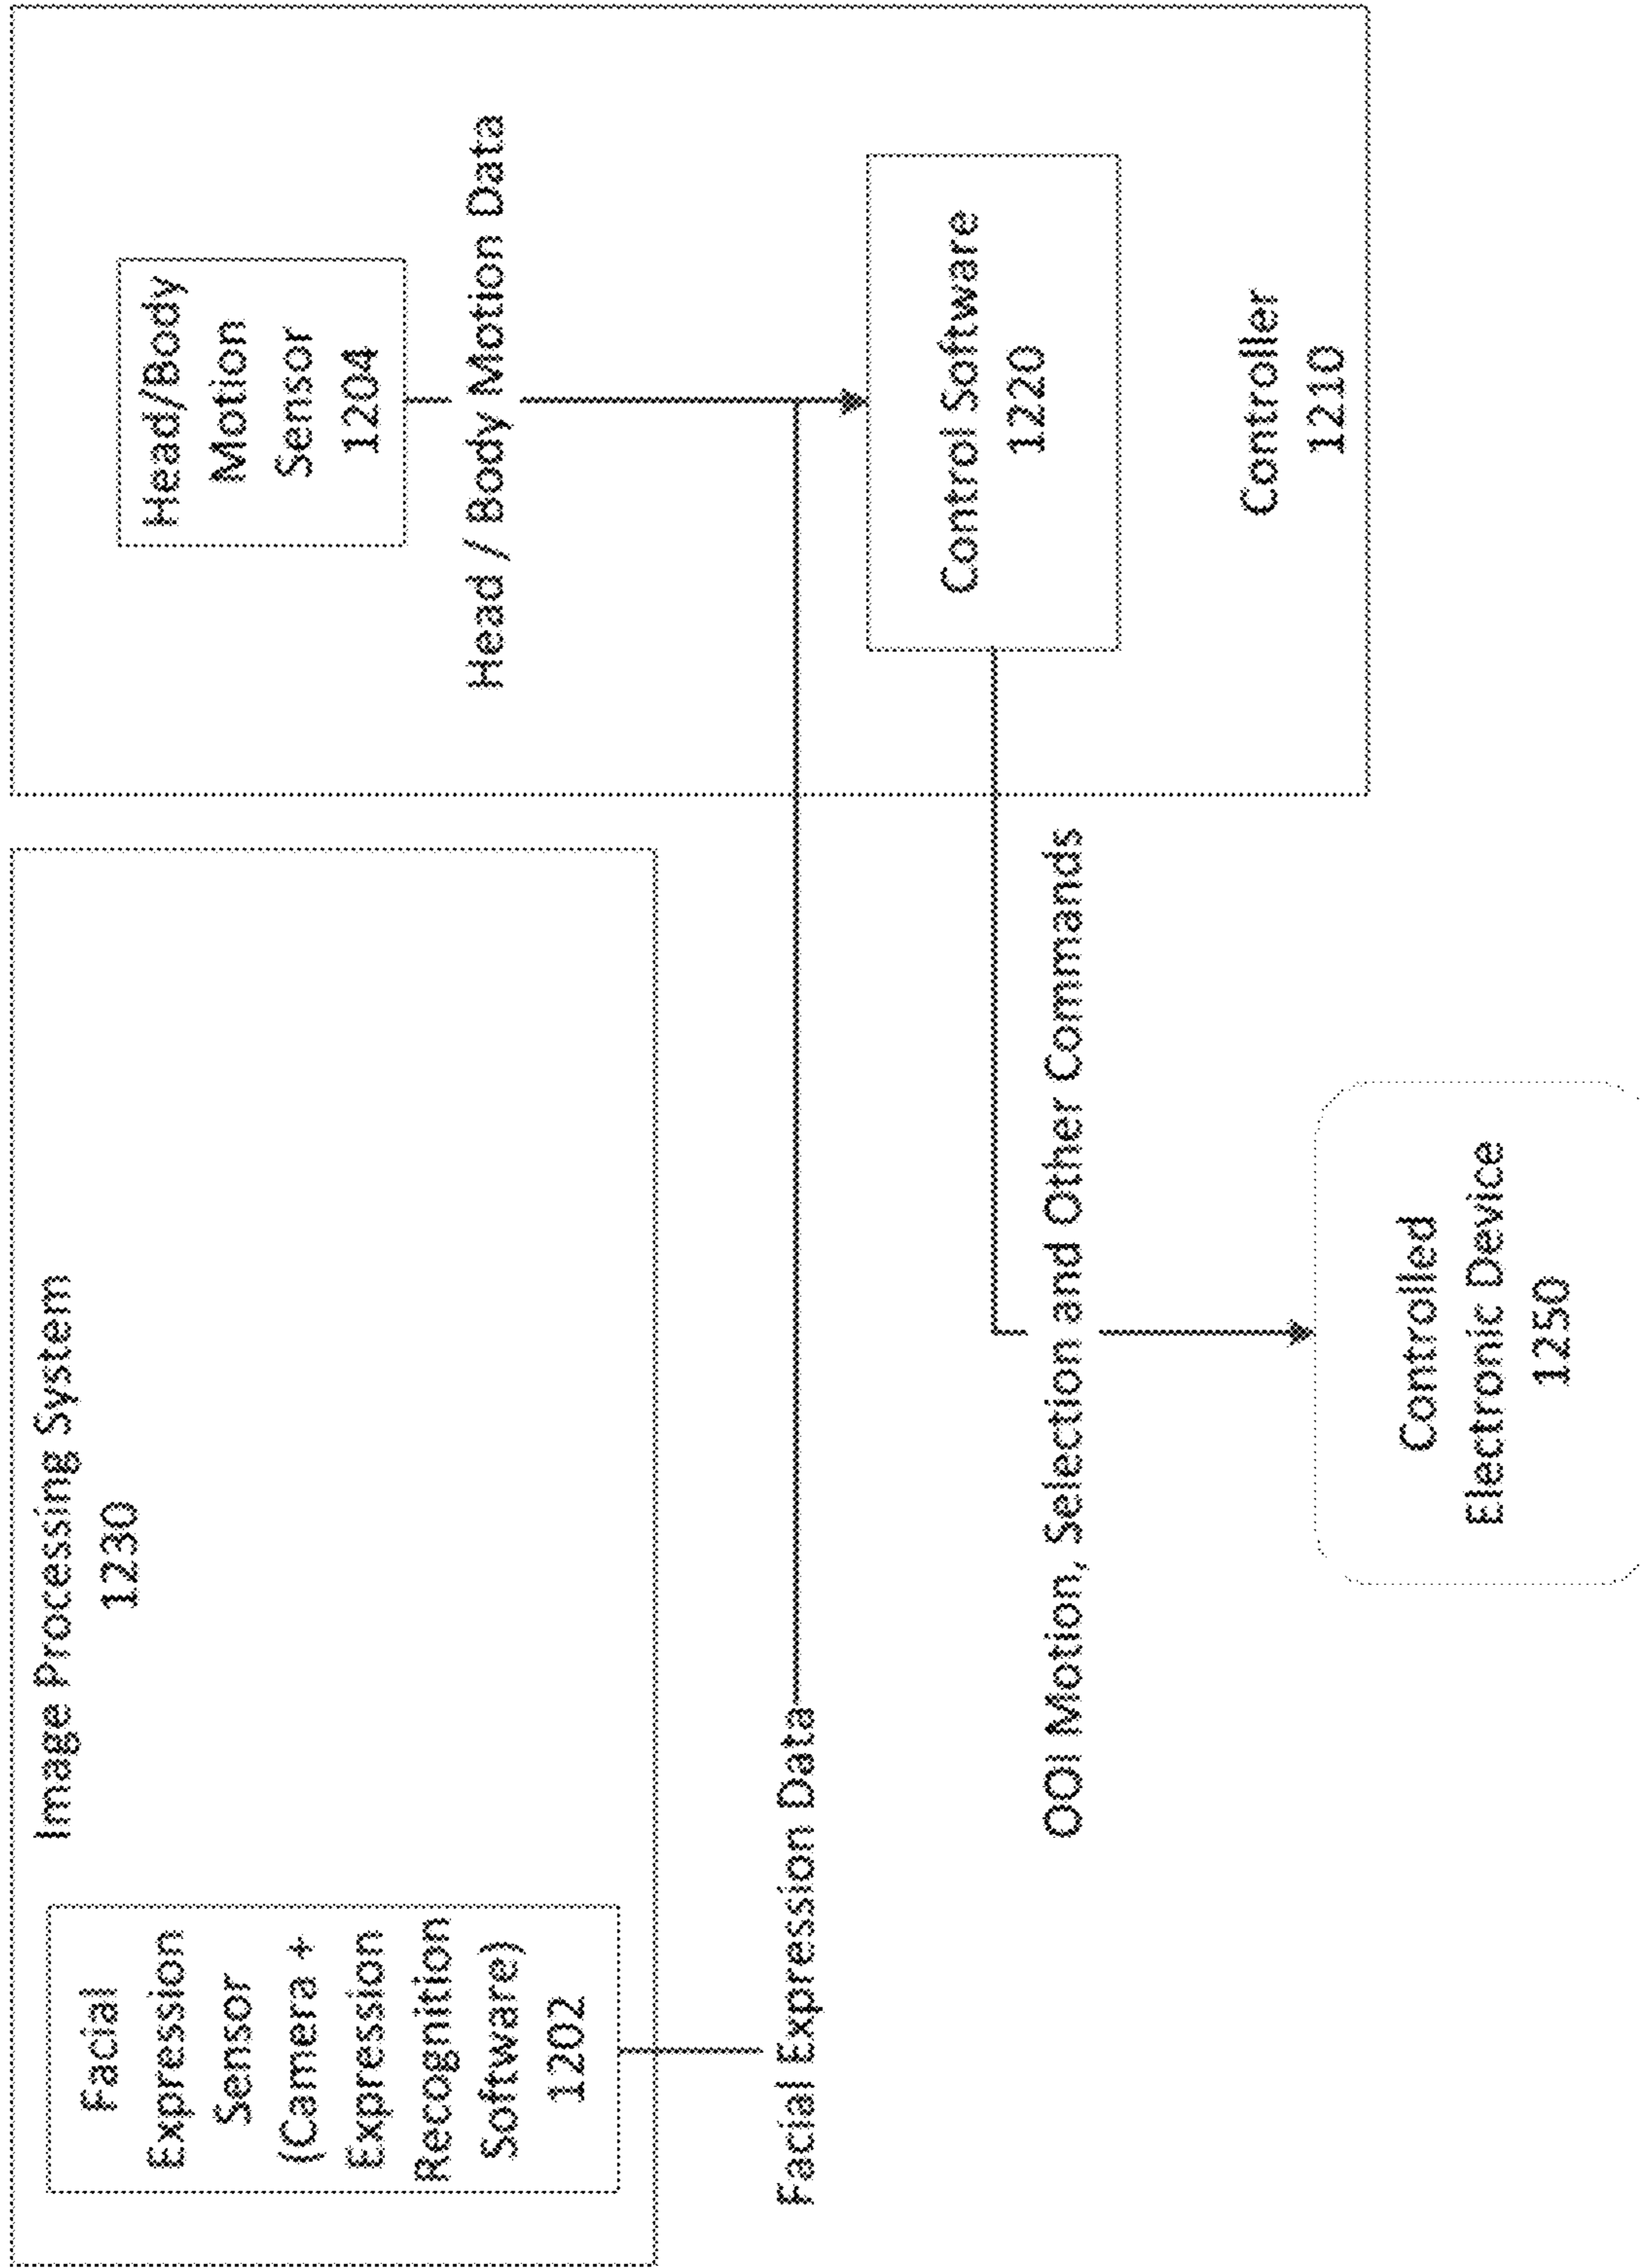 Image Processing System
1230
Facial
Expression
Sensor
(Camera +
Expression
Recognition
Software)
1202
Head/Body
Motion
Sensor
1204
Head / Body Motion Data
Facial Expression Data
Control Software
1220
OOI Motion, Selection and Other Commands
Controller
1210
Controlled
Electronic Device
1250